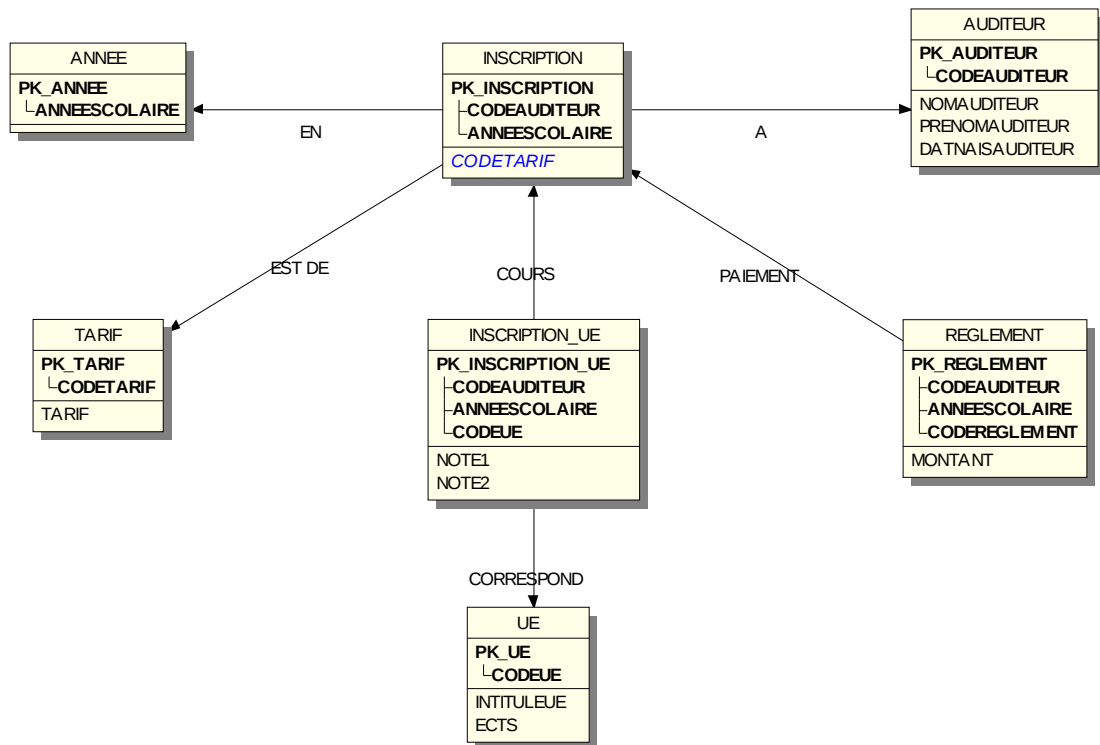 ANNEE
PK_ANNEE
ANNEESCOLAIRE
INSCRIPTION
PK_INSCRIPTION
CODEAUDITEUR
ANNEESCOLAIRE
CODETARIF
AUDITEUR
PK_AUDITEUR
CODEAUDITEUR
NOMAUDITEUR
PRENOMAUDITEUR
DATNAISAUDITEUR
EN
A
EST DE
COURS
PAIEMENT
TARIF
PK_TARIF
CODETARIF
TARIF
INSCRIPTION_UE
PK_INSCRIPTION_UE
CODEAUDITEUR
ANNEESCOLAIRE
CODEUE
NOTE1
NOTE2
REGLEMENT
PK_REGLEMENT
CODEAUDITEUR
ANNEESCOLAIRE
CODEREGLEMENT
MONTANT
CORRESPOND
UE
PK_UE
CODEUE
INTITULEUE
ECTS